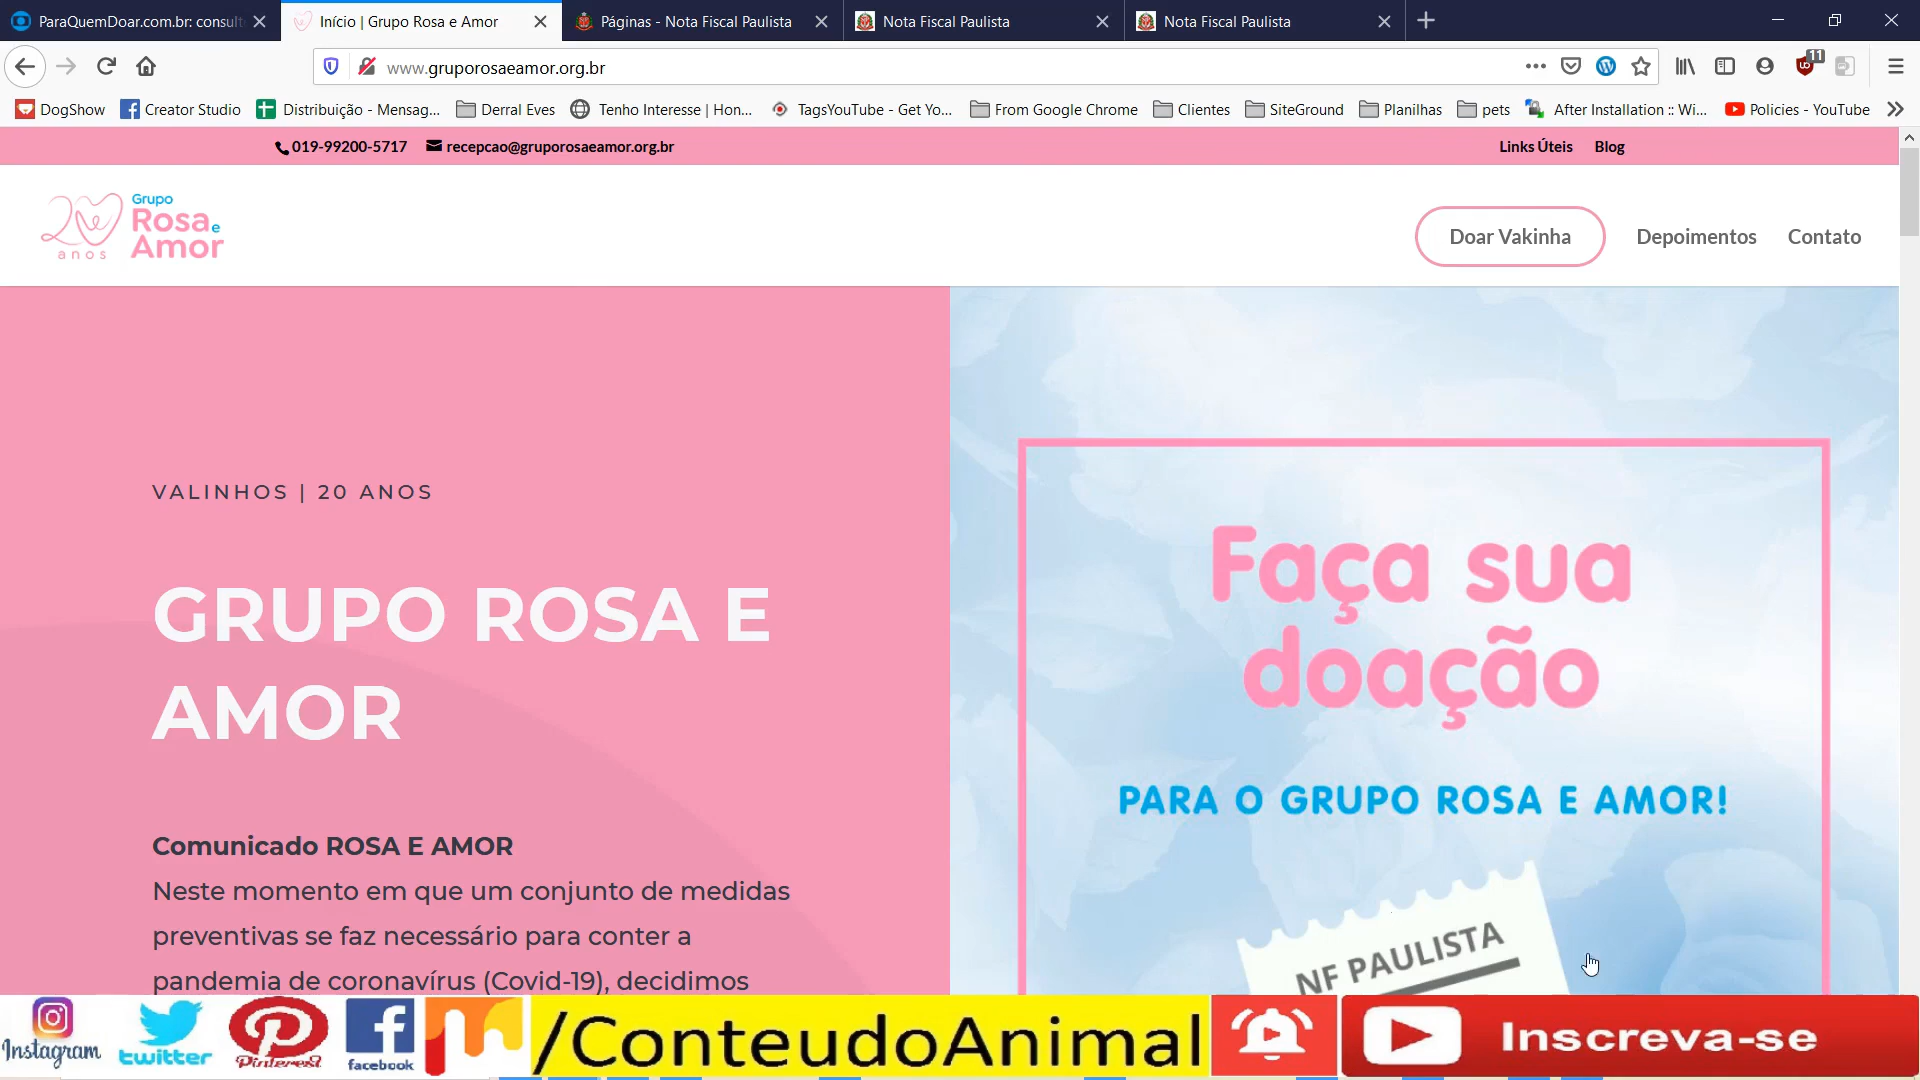 ParaQuemDoar.com.br: consult
Início | Grupo Rosa e Amor
Páginas - Nota Fiscal Paulista
Nota Fiscal Paulista
Nota Fiscal Paulista
www.gruporosaeamor.org.br
11
DogShow
Creator Studio
Distribuição - Mensag...
Derral Eves
Tenho Interesse | Hon...
TagsYouTube - Get Yo...
From Google Chrome
Clientes
SiteGround
Planilhas
pets
After Installation :: Wi...
Policies - YouTube
019-99200-5717
recepcao@gruporosaeamor.org.br
Links Úteis
Blog
20 anos
Grupo
Rosa e
Amor
Doar Vakinha
Depoimentos
Contato
VALINHOS | 20 ANOS
GRUPO ROSA E
AMOR
Comunicado ROSA E AMOR
Neste momento em que um conjunto de medidas
preventivas se faz necessário para conter a
pandemia de coronavírus (Covid-19), decidimos
Faça sua
doação
PARA O GRUPO ROSA E AMOR!
NF PAULISTA
Instagram
twitter
Pinterest
facebook
/ConteudoAnimal
Inscreva-se